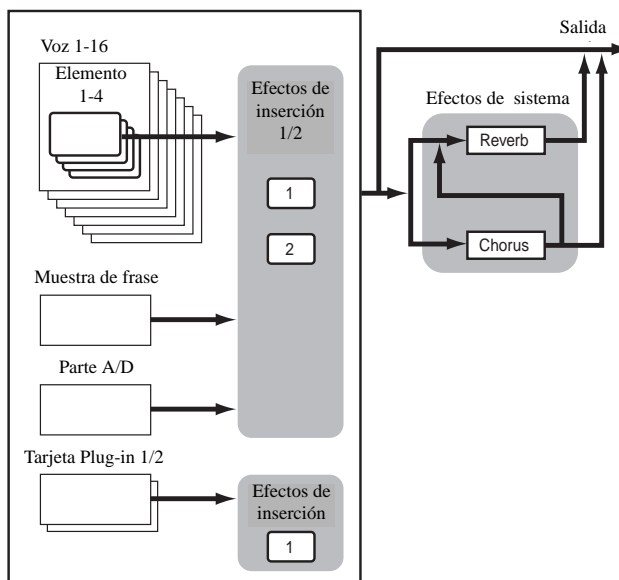 Voz 1-16
Elemento
1-4
Efectos de
inserción
1/2
1
2
Muestra de frase
Parte A/D
Tarjeta Plug-in 1/2
Efectos de
inserción
1
Salida
Efectos de sistema
Reverb
Chorus